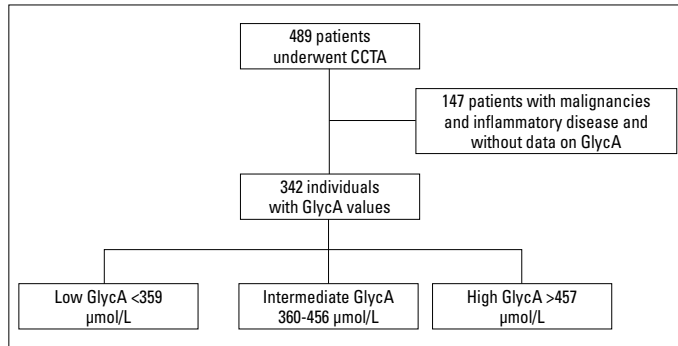 489 patients
underwent CCTA
147 patients with malignancies
and inflammatory disease and
without data on GlycA
342 individuals
with GlycA values
Low GlycA <359
µmol/L
Intermediate GlycA
360-456 µmol/L
High GlycA >457
µmol/L